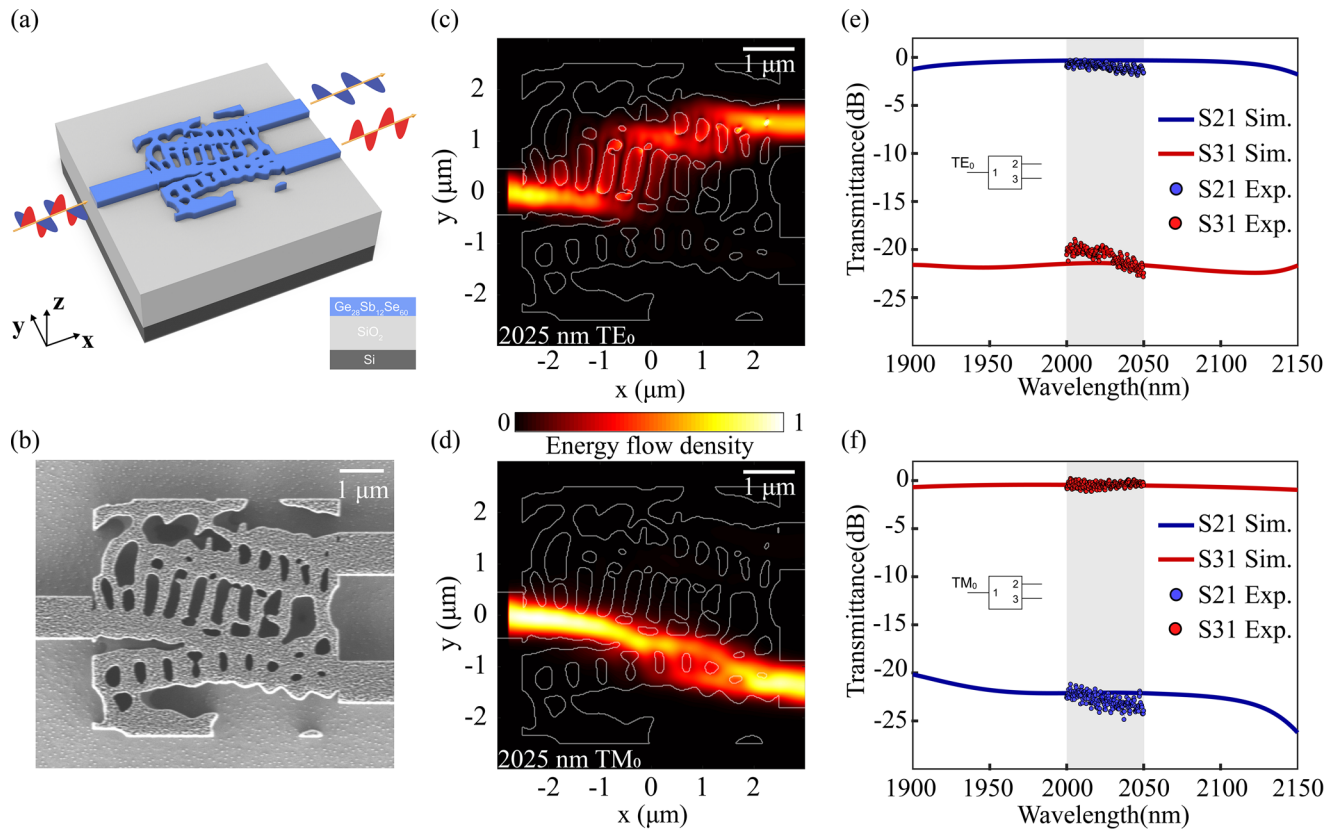 (a)
z
y
x
Ge28Sb12Se60
SiO2
Si
(b)
1 μm
(c)
1 μm
2
1
0
-1
-2
y (μm)
2025 nm TE0
-2 -1 0 1 2
x (μm)
0 1
Energy flow density
(d)
1 μm
2
1
0
-1
-2
y (μm)
2025 nm TM0
-2 -1 0 1 2
x (μm)
(e)
0
-5
-10
-15
-20
-25
Transmittance(dB)
S21 Sim.
S31 Sim.
S21 Exp.
S31 Exp.
TE0 1 2 3
1900 1950 2000 2050 2100 2150
Wavelength(nm)
(f)
0
-5
-10
-15
-20
-25
Transmittance(dB)
S21 Sim.
S31 Sim.
S21 Exp.
S31 Exp.
TM0 1 2 3
1900 1950 2000 2050 2100 2150
Wavelength(nm)